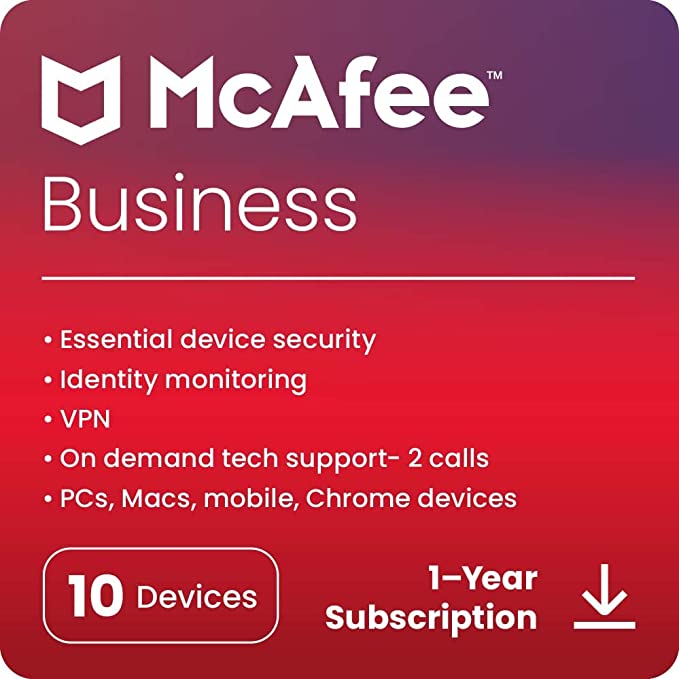 McAfee™
Business
• Essential device security
• Identity monitoring
• VPN
• On demand tech support- 2 calls
• PCs, Macs, mobile, Chrome devices
10 Devices
1–Year
Subscription